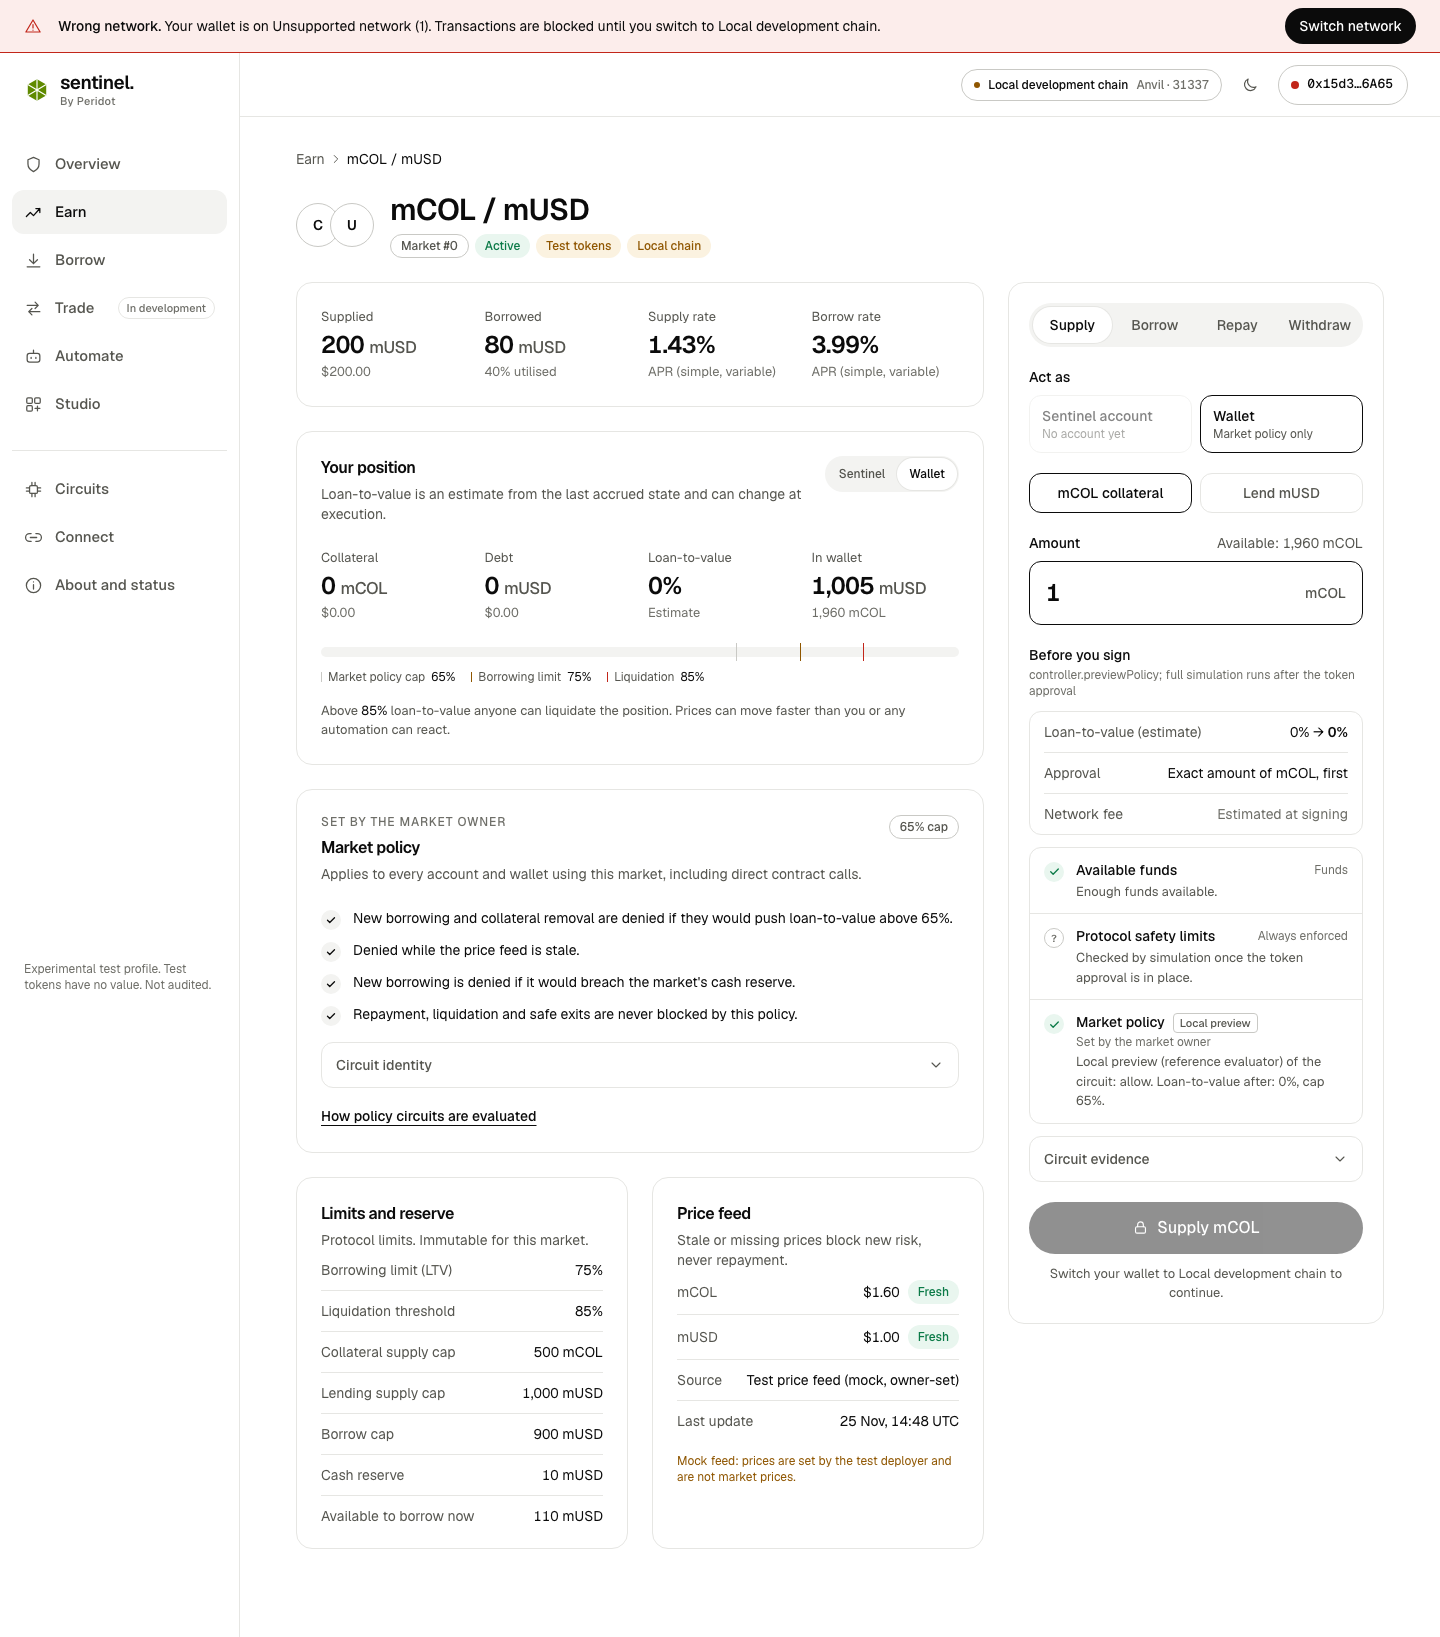 Wrong network. Your wallet is on Unsupported network (1). Transactions are blocked until you switch to Local development chain.
Switch network
sentinel.
By Peridot
Local development chain Anvil · 31337
0x15d3…6A65
Overview
Earn
Borrow
Trade
In development
Automate
Studio
Circuits
Connect
About and status
Experimental test profile. Test
tokens have no value. Not audited.
Earn > mCOL / mUSD
C
U
mCOL / mUSD
Market #0
Active
Test tokens
Local chain
Supplied
200 mUSD
$200.00
Borrowed
80 mUSD
40% utilised
Supply rate
1.43%
APR (simple, variable)
Borrow rate
3.99%
APR (simple, variable)
Your position
Loan-to-value is an estimate from the last accrued state and can change at
execution.
Sentinel
Wallet
Collateral
0 mCOL
$0.00
Debt
0 mUSD
$0.00
Loan-to-value
0%
Estimate
In wallet
1,005 mUSD
1,960 mCOL
Market policy cap 65%
Borrowing limit 75%
Liquidation 85%
Above 85% loan-to-value anyone can liquidate the position. Prices can move faster than you or any
automation can react.
SET BY THE MARKET OWNER
65% cap
Market policy
Applies to every account and wallet using this market, including direct contract calls.
New borrowing and collateral removal are denied if they would push loan-to-value above 65%.
Denied while the price feed is stale.
New borrowing is denied if it would breach the market's cash reserve.
Repayment, liquidation and safe exits are never blocked by this policy.
Circuit identity
How policy circuits are evaluated
Limits and reserve
Protocol limits. Immutable for this market.
Borrowing limit (LTV) 75%
Liquidation threshold 85%
Collateral supply cap 500 mCOL
Lending supply cap 1,000 mUSD
Borrow cap 900 mUSD
Cash reserve 10 mUSD
Available to borrow now 110 mUSD
Price feed
Stale or missing prices block new risk,
never repayment.
mCOL $1.60 Fresh
mUSD $1.00 Fresh
Source Test price feed (mock, owner-set)
Last update 25 Nov, 14:48 UTC
Mock feed: prices are set by the test deployer and
are not market prices.
Supply
Borrow
Repay
Withdraw
Act as
Sentinel account
No account yet
Wallet
Market policy only
mCOL collateral
Lend mUSD
Amount
Available: 1,960 mCOL
1
mCOL
Before you sign
controller.previewPolicy; full simulation runs after the token
approval
Loan-to-value (estimate) 0% → 0%
Approval Exact amount of mCOL, first
Network fee Estimated at signing
Available funds
Funds
Enough funds available.
?
Protocol safety limits
Always enforced
Checked by simulation once the token
approval is in place.
Market policy
Local preview
Set by the market owner
Local preview (reference evaluator) of the
circuit: allow. Loan-to-value after: 0%, cap
65%.
Circuit evidence
Supply mCOL
Switch your wallet to Local development chain to
continue.